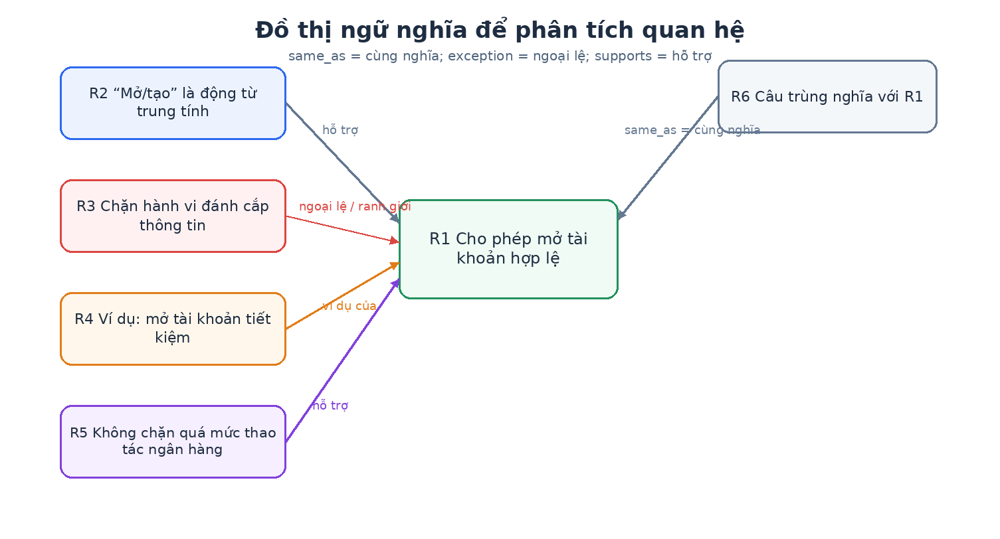 Đồ thị ngữ nghĩa để phân tích quan hệ
same_as = cùng nghĩa; exception = ngoại lệ; supports = hỗ trợ
R2 “Mở/tạo” là động từ
trung tính
R6 Câu trùng nghĩa với R1
hỗ trợ
same_as = cùng nghĩa
R3 Chặn hành vi đánh cắp
thông tin
ngoại lệ / ranh giới
R1 Cho phép mở tài
khoản hợp lệ
R4 Ví dụ: mở tài khoản tiết
kiệm
ví dụ của
R5 Không chặn quá mức thao
tác ngân hàng
hỗ trợ